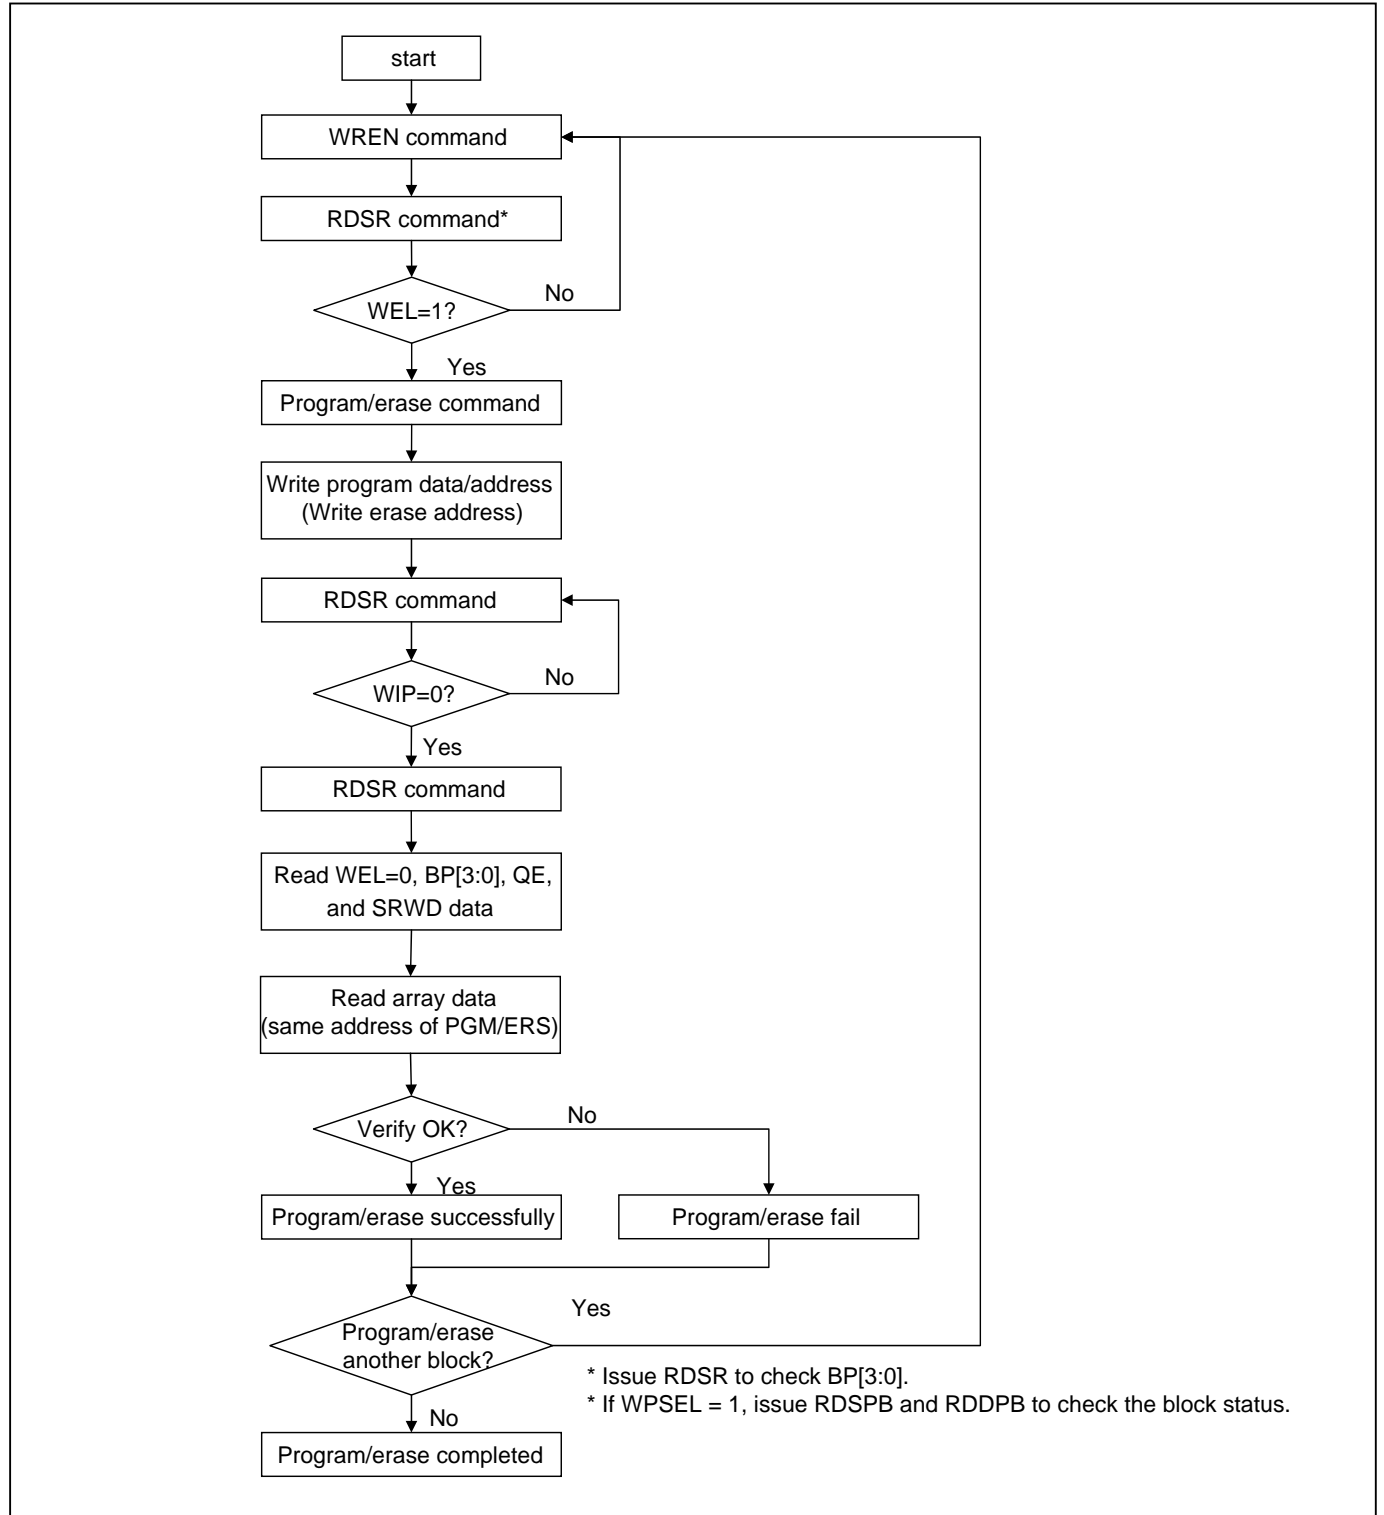 start
WREN command
RDSR command*
WEL=1?
No
Yes
Program/erase command
Write program data/address
(Write erase address)
RDSR command
WIP=0?
No
Yes
RDSR command
Read WEL=0, BP[3:0], QE,
and SRWD data
Read array data
(same address of PGM/ERS)
Verify OK?
No
Yes
Program/erase successfully
Program/erase fail
Program/erase
another block?
Yes
* Issue RDSR to check BP[3:0].
* If WPSEL = 1, issue RDSPB and RDDPB to check the block status.
No
Program/erase completed